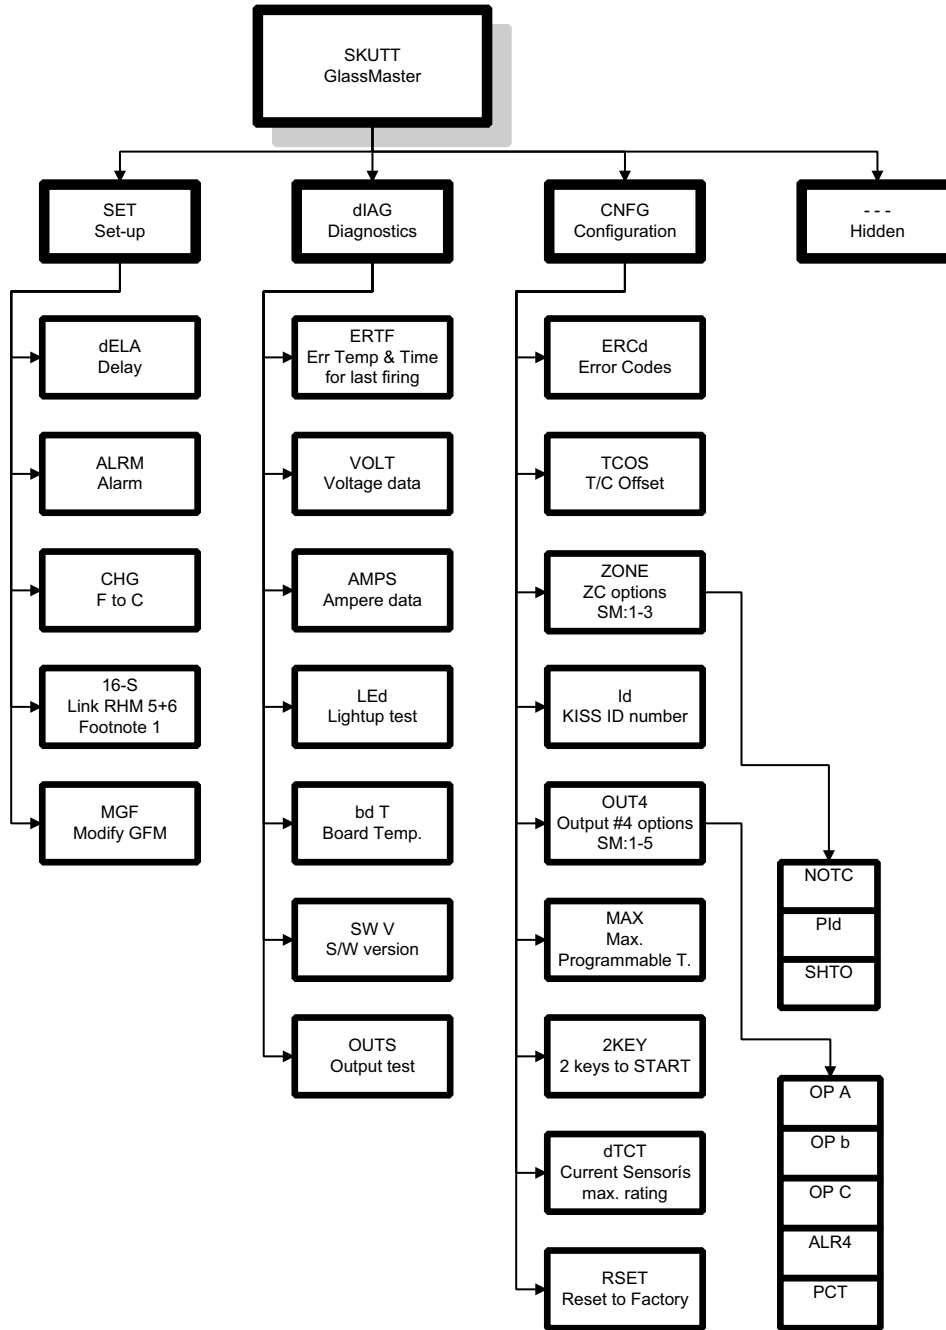 SKUTT
GlassMaster
SET
Set-up
dIAG
Diagnostics
CNFG
Configuration
- - -
Hidden
dELA
Delay
ALRM
Alarm
CHG
F to C
16-S
Link RHM 5+6
Footnote 1
MGF
Modify GFM
ERTF
Err Temp & Time
for last firing
VOLT
Voltage data
AMPS
Ampere data
LEd
Lightup test
bd T
Board Temp.
SW V
S/W version
OUTS
Output test
ERCd
Error Codes
TCOS
T/C Offset
ZONE
ZC options
SM:1-3
Id
KISS ID number
OUT4
Output #4 options
SM:1-5
MAX
Max.
Programmable T.
2KEY
2 keys to START
dTCT
Current Sensorís
max. rating
RSET
Reset to Factory
NOTC
PId
SHTO
OP A
OP b
OP C
ALR4
PCT